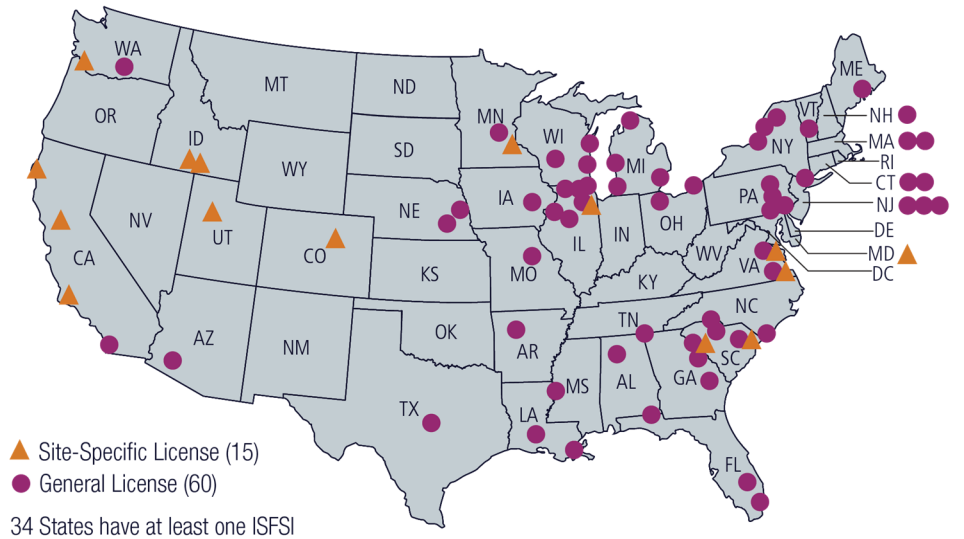 WA
MT
ND
ME
OR
ID
MN
VT
NH
WI
MA
SD
NY
RI
WY
MI
CT
IA
PA
NJ
NE
NV
UT
OH
DE
IL
IN
WV
MD
CA
CO
VA
DC
KS
MO
KY
NC
TN
OK
AZ
NM
AR
SC
GA
MS
AL
TX
LA
FL
Site-Specific License (15)
General License (60)
34 States have at least one ISFSI